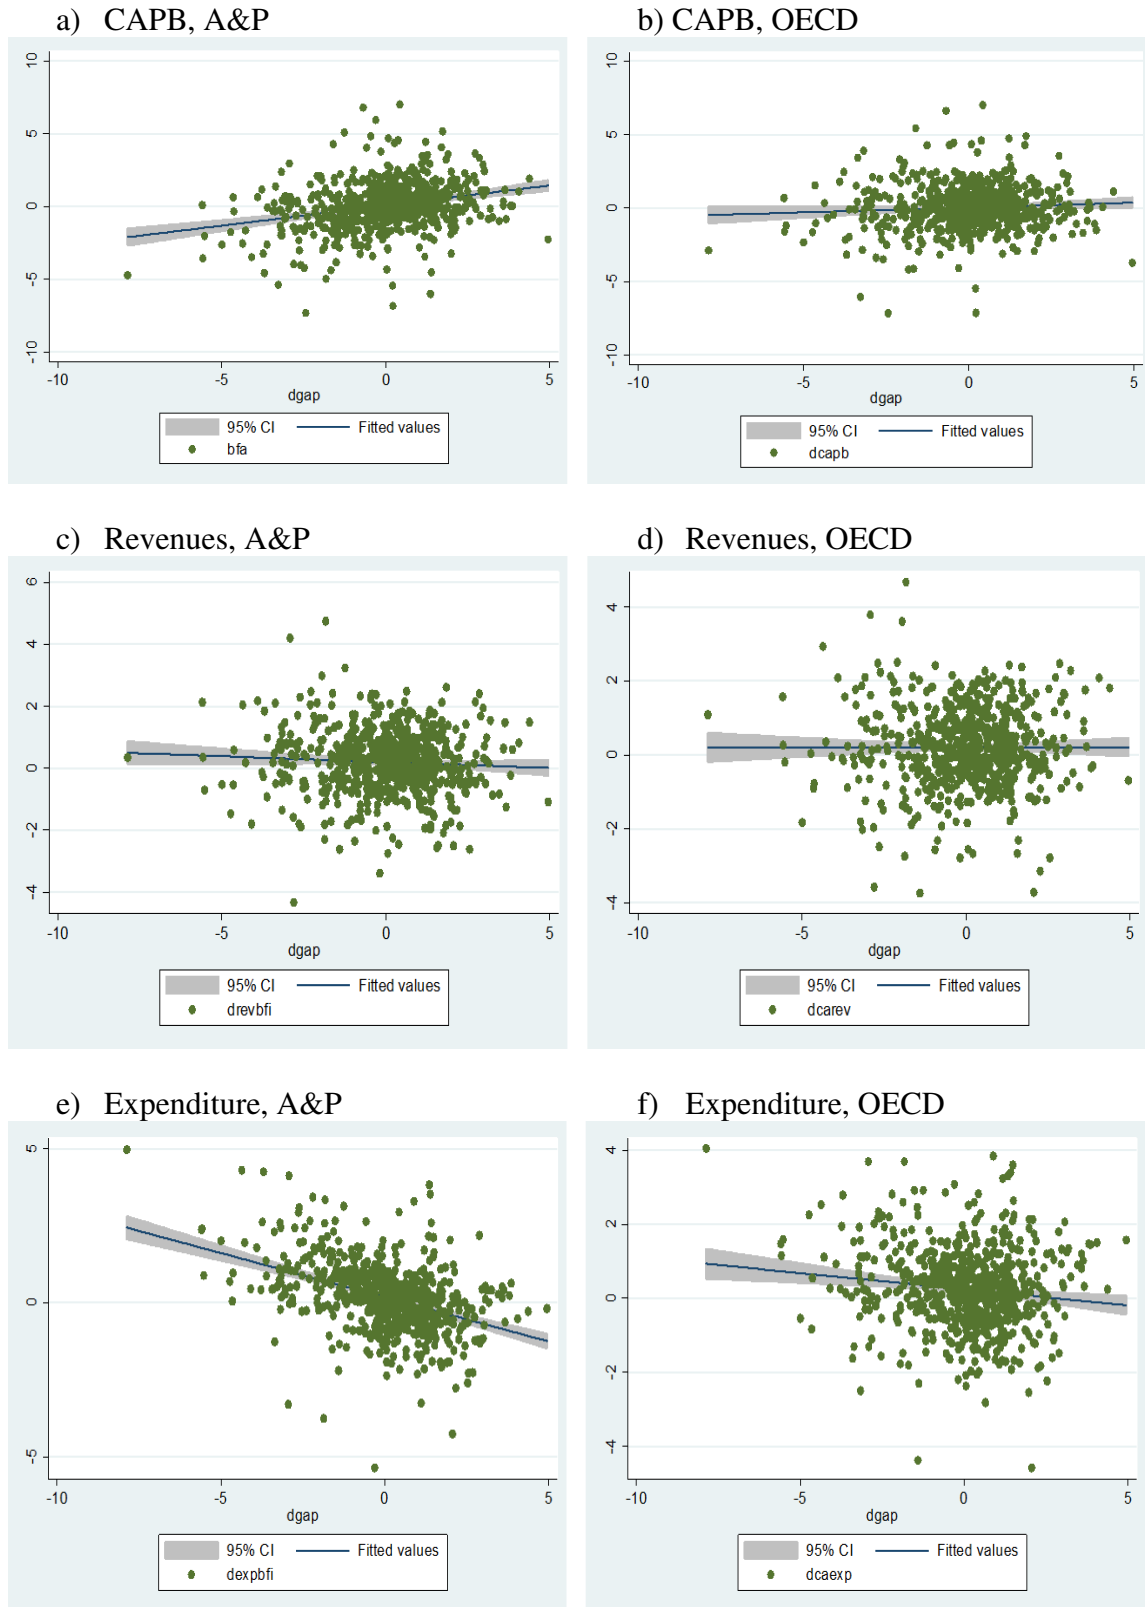 a) CAPB, A&P
10
5
0
-5
-10
-10 -5 0 5
dgap
95% CI Fitted values
bfa
b) CAPB, OECD
10
5
0
-5
-10
-10 -5 0 5
dgap
95% CI Fitted values
dcapb
c) Revenues, A&P
6
4
2
0
-2
-4
-10 -5 0 5
dgap
95% CI Fitted values
drevbfi
d) Revenues, OECD
4
2
0
-2
-4
-10 -5 0 5
dgap
95% CI Fitted values
dcarev
e) Expenditure, A&P
5
0
-5
-10 -5 0 5
dgap
95% CI Fitted values
dexpbfi
f) Expenditure, OECD
4
2
0
-2
-4
-10 -5 0 5
dgap
95% CI Fitted values
dcaexp